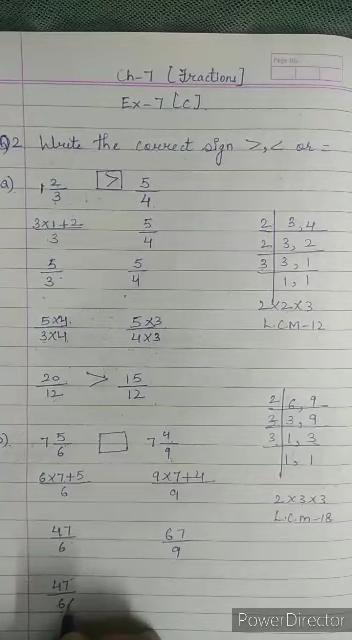 Page No.
Ch-7 [Fractions]
Ex-7 [C]
Q2 Write the correct sign >, < or =
a) 1 2/3 > 5/4
3×1+2/3 5/4
5/3 5/4
5×4/3×4 5×3/4×3
20/12 > 15/12
2 | 3, 4
2 | 3, 2
3 | 3, 1
1, 1
2×2×3
L.C.M-12
b). 7 5/6 □ 7 4/9
6×7+5/6 9×7+4/9
47/6 67/9
47/6
2 | 6, 9
3 | 3, 9
3 | 1, 3
1, 1
2×3×3
L.C.M-18
PowerDirector